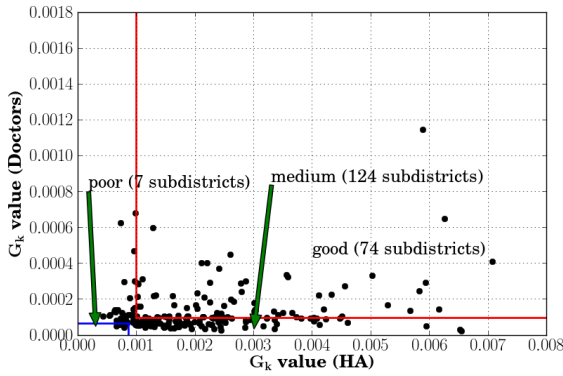 0.0018
0.0016
0.0014
0.0012
0.0010
0.0008
0.0006
0.0004
0.0002
0.0000
Gk value (Doctors)
poor (7 subdistricts)
medium (124 subdistricts)
good (74 subdistricts)
0.000 0.001 0.002 0.003 0.004 0.005 0.006 0.007 0.008
Gk value (HA)